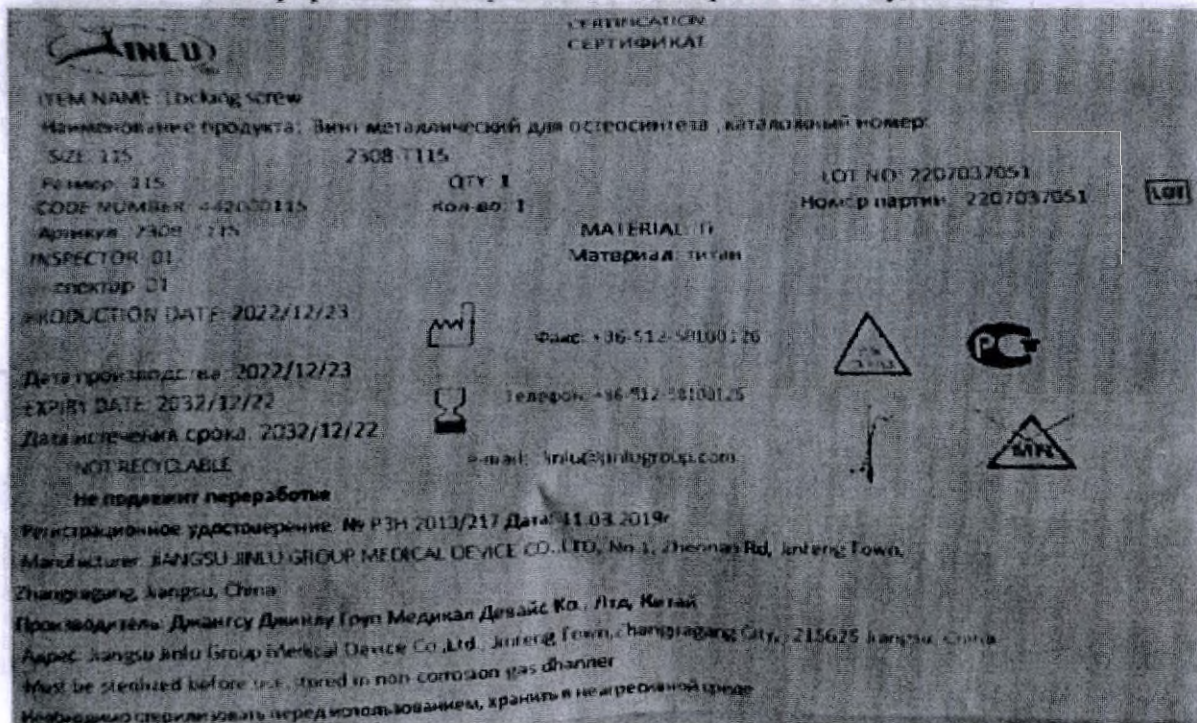 CERTIFICATION
СЕРТИФИКАТ
JINLU
ITEM NAME: Locking screw
Наименование продукта: Винт металлический для остеосинтеза , каталожный номер:
SIZE: 115 2308-T115
Размер: 115 QTY: 1 LOT NO: 2207037051
CODE NUMBER: 442000115 Кол-во: 1 Номер партии: 2207037051 LOT
Артикул: 2308 T115 MATERIAL: Ti
INSPECTOR: 01 Материал: титан
01
PRODUCTION DATE: 2022/12/23
Факс: +86-512-58100126
Дата производства: 2022/12/23
EXPIRY DATE: 2032/12/22 Телефон: +86-512-58100126
Дата истечения срока: 2032/12/22
NOT RECYCLABLE e-mail: jinlu@jinlugroup.com
MR
Не подлежит переработке
Регистрационное удостоверение: № РЗН 2013/217 Дата: 11.03.2019г
Manufacturer: JIANGSU JINLU GROUP MEDICAL DEVICE CO., LTD, No.1, Zhennan Rd, Jinfeng Town,
Zhangjiagang, Jiangsu, China
Производитель: Джангсу Джинлу Груп Медикал Девайс Ко., Лтд, Китай
Адрес: Jiangsu Jinlu Group Medical Device Co.,Ltd., Jinfeng Town, Zhangjiagang City, , 215625 Jiangsu, China
Must be sterilized before use, stored in non corrosion gas dhanner
Необходимо стерилизовать перед использованием, хранить в неагресивной среде